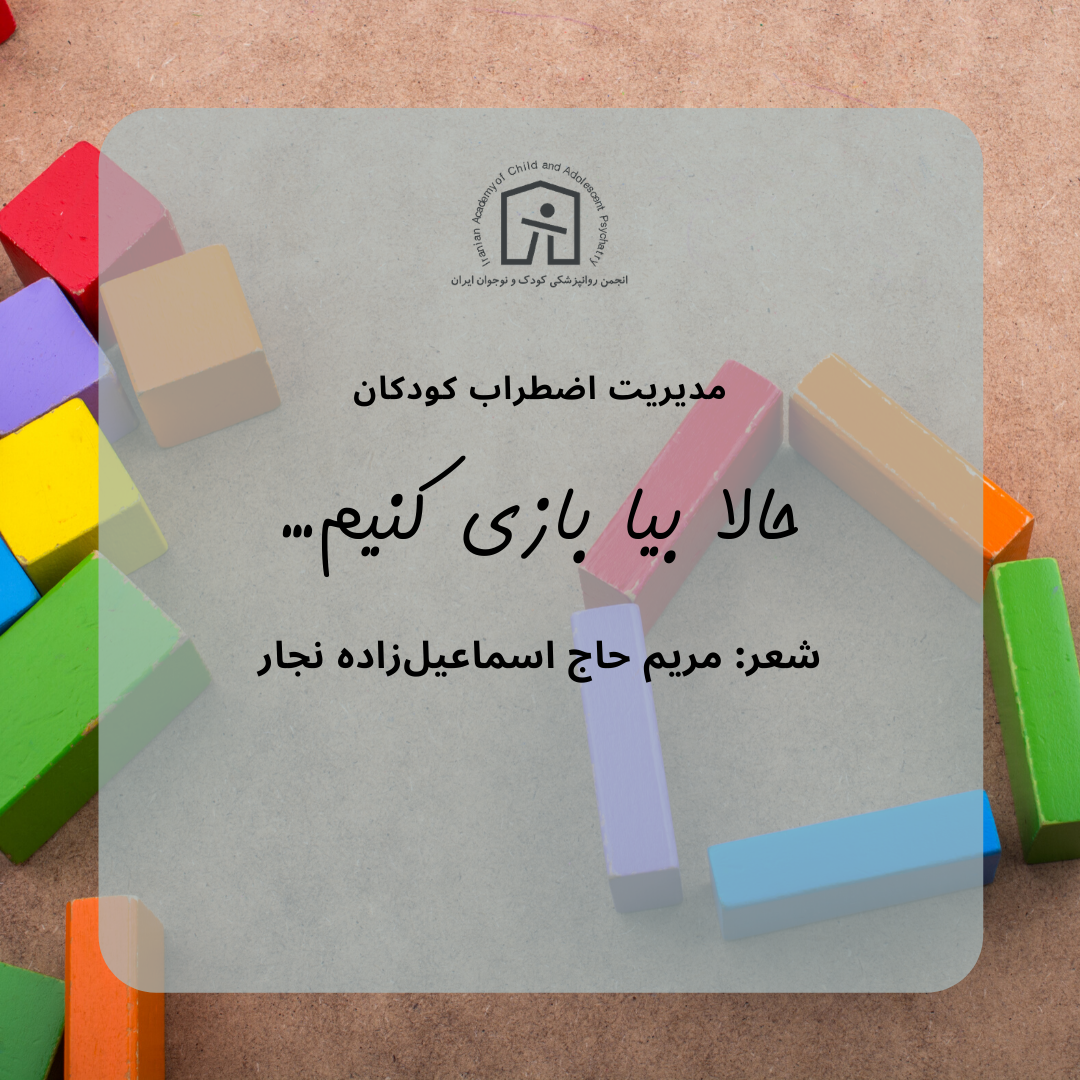 Iranian Academy of Child and Adolescent Psychatry
انجمن روانپزشکی کودک و نوجوان ایران
مدیریت اضطراب کودکان
حالا بیا بازی کنیم...
شعر: مریم حاج اسماعیل‌زاده نجار